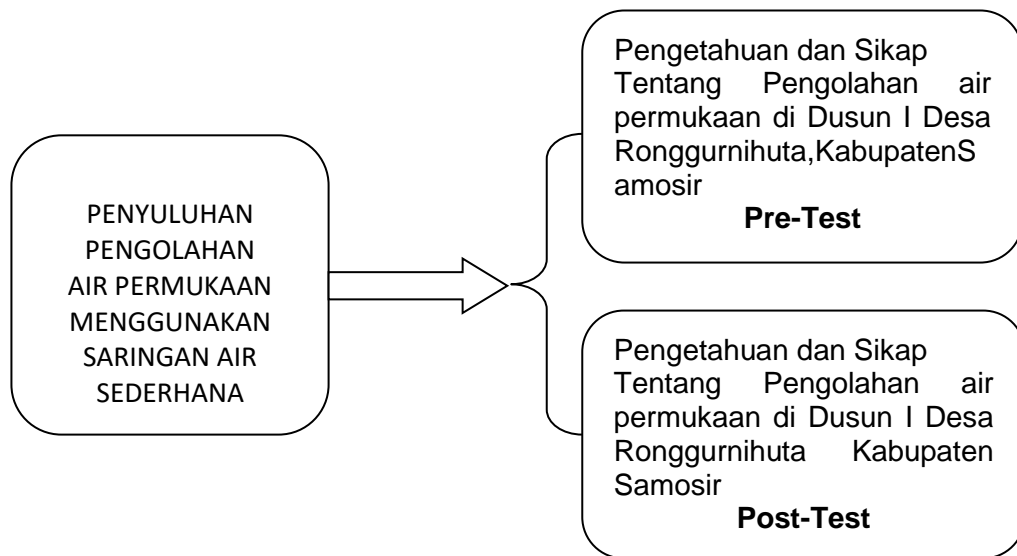 PENYULUHAN
PENGOLAHAN
AIR PERMUKAAN
MENGGUNAKAN
SARINGAN AIR
SEDERHANA
Pengetahuan dan Sikap
Tentang Pengolahan air
permukaan di Dusun I Desa
Ronggurnihuta,KabupatenS
amosir
Pre-Test
Pengetahuan dan Sikap
Tentang Pengolahan air
permukaan di Dusun I Desa
Ronggurnihuta Kabupaten
Samosir
Post-Test